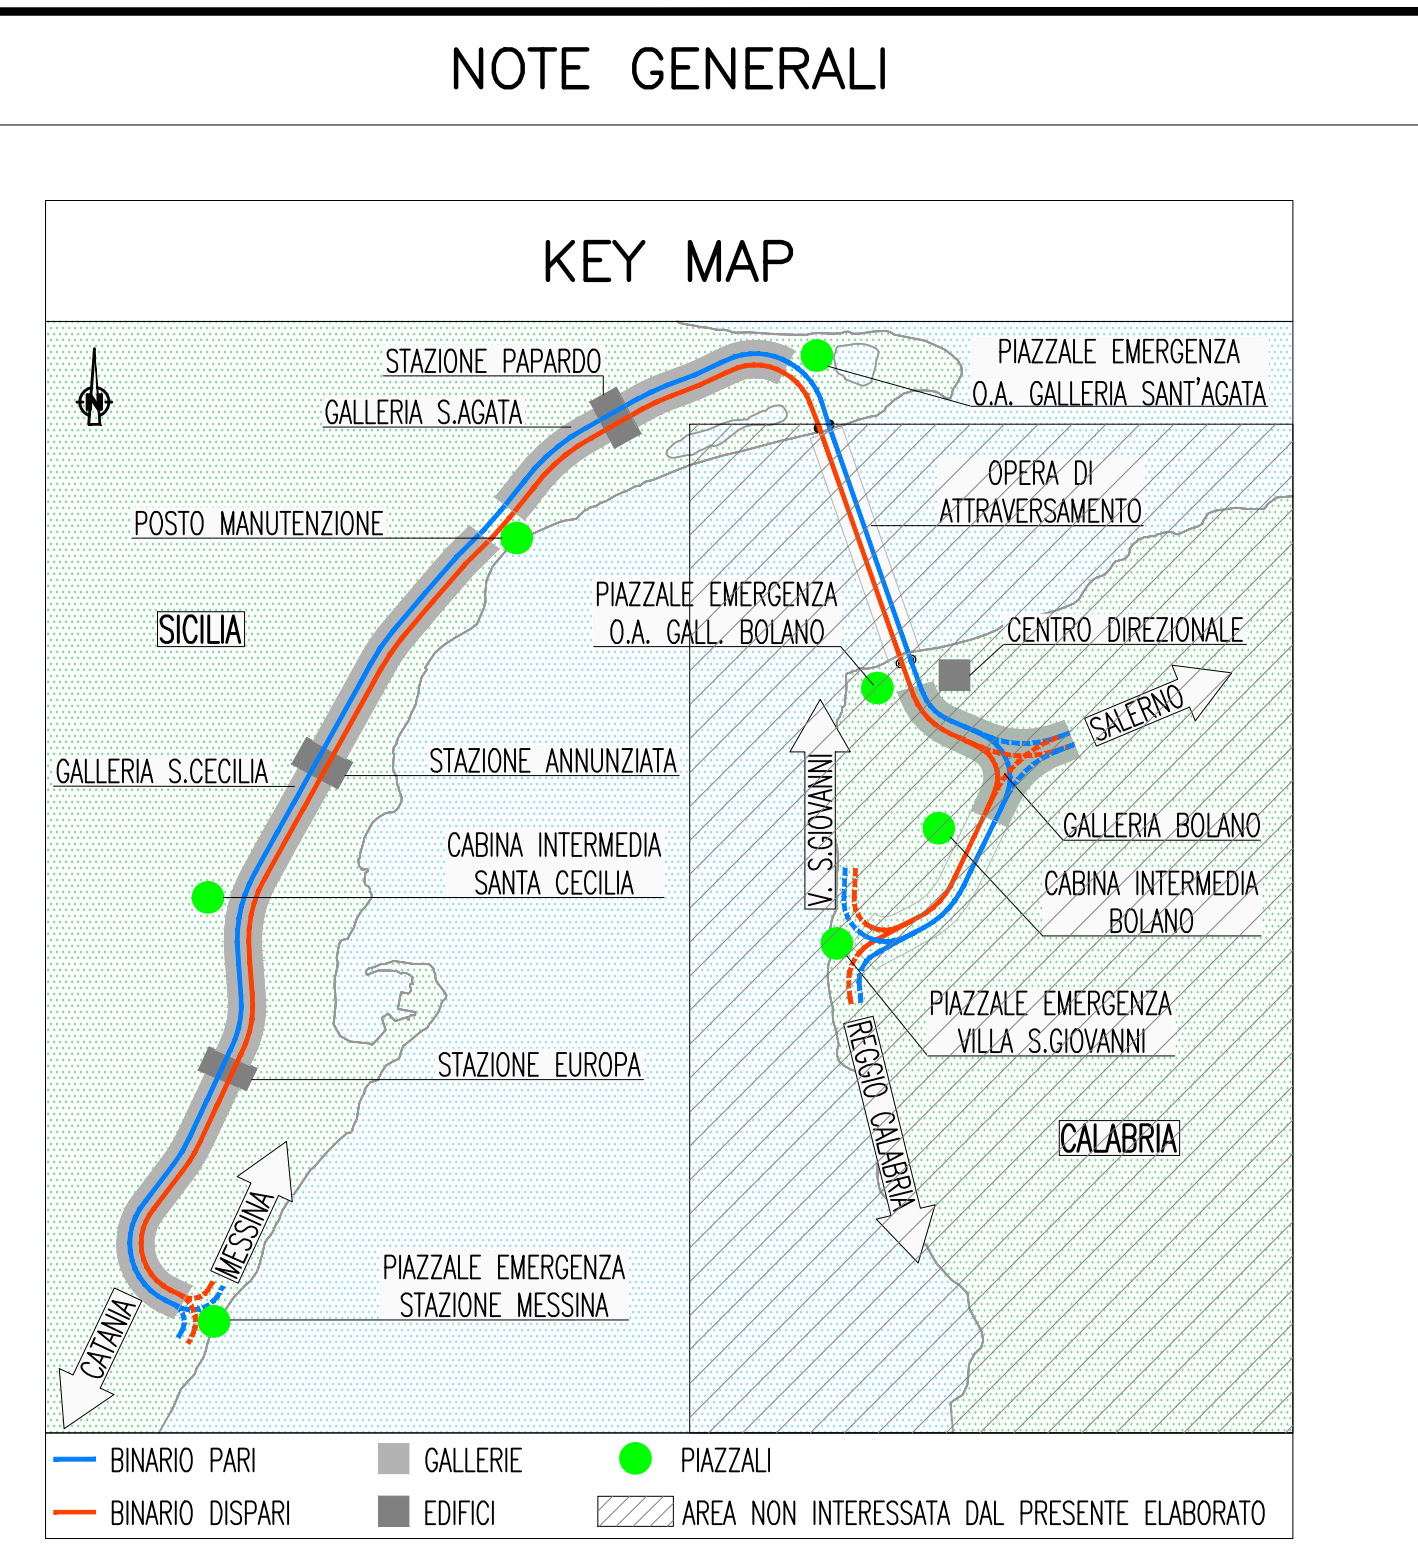 NOTE GENERALI
KEY MAP
STAZIONE PAPARDO
GALLERIA S.AGATA
PIAZZALE EMERGENZA
O.A. GALLERIA SANT'AGATA
N
OPERA DI
ATTRAVERSAMENTO
POSTO MANUTENZIONE
PIAZZALE EMERGENZA
O.A. GALL. BOLANO
SICILIA
CENTRO DIREZIONALE
SALERNO
STAZIONE ANNUNZIATA
GALLERIA S.CECILIA
V. S.GIOVANNI
GALLERIA BOLANO
CABINA INTERMEDIA
SANTA CECILIA
CABINA INTERMEDIA
BOLANO
PIAZZALE EMERGENZA
VILLA S.GIOVANNI
STAZIONE EUROPA
REGGIO CALABRIA
CALABRIA
MESSINA
PIAZZALE EMERGENZA
STAZIONE MESSINA
CATANIA
BINARIO PARI
GALLERIE
PIAZZALI
BINARIO DISPARI
EDIFICI
AREA NON INTERESSATA DAL PRESENTE ELABORATO